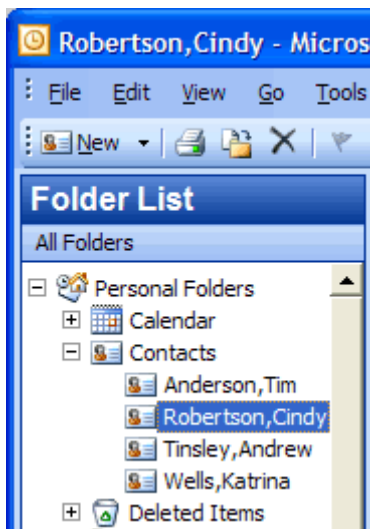 Robertson,Cindy - Micros
File Edit View Go Tools
New
Folder List
All Folders
Personal Folders
Calendar
Contacts
Anderson,Tim
Robertson,Cindy
Tinsley,Andrew
Wells,Katrina
Deleted Items